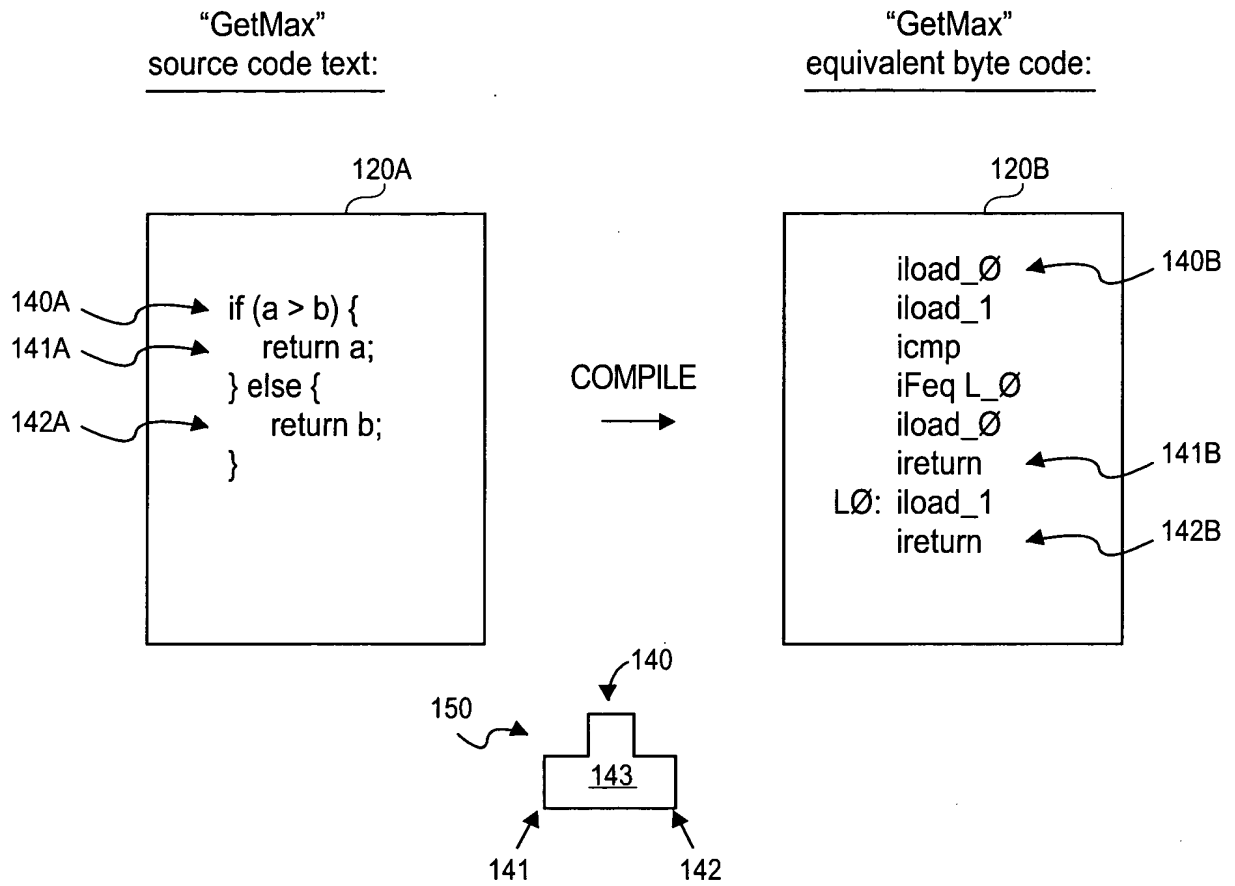 “GetMax”
source code text:
“GetMax”
equivalent byte code:
120A
120B
140A
if (a > b) {
141A
return a;
} else {
142A
return b;
}
COMPILE
iload_Ø
140B
iload_1
icmp
iFeq L_Ø
iload_Ø
ireturn
141B
LØ: iload_1
ireturn
142B
140
150
143
141
142